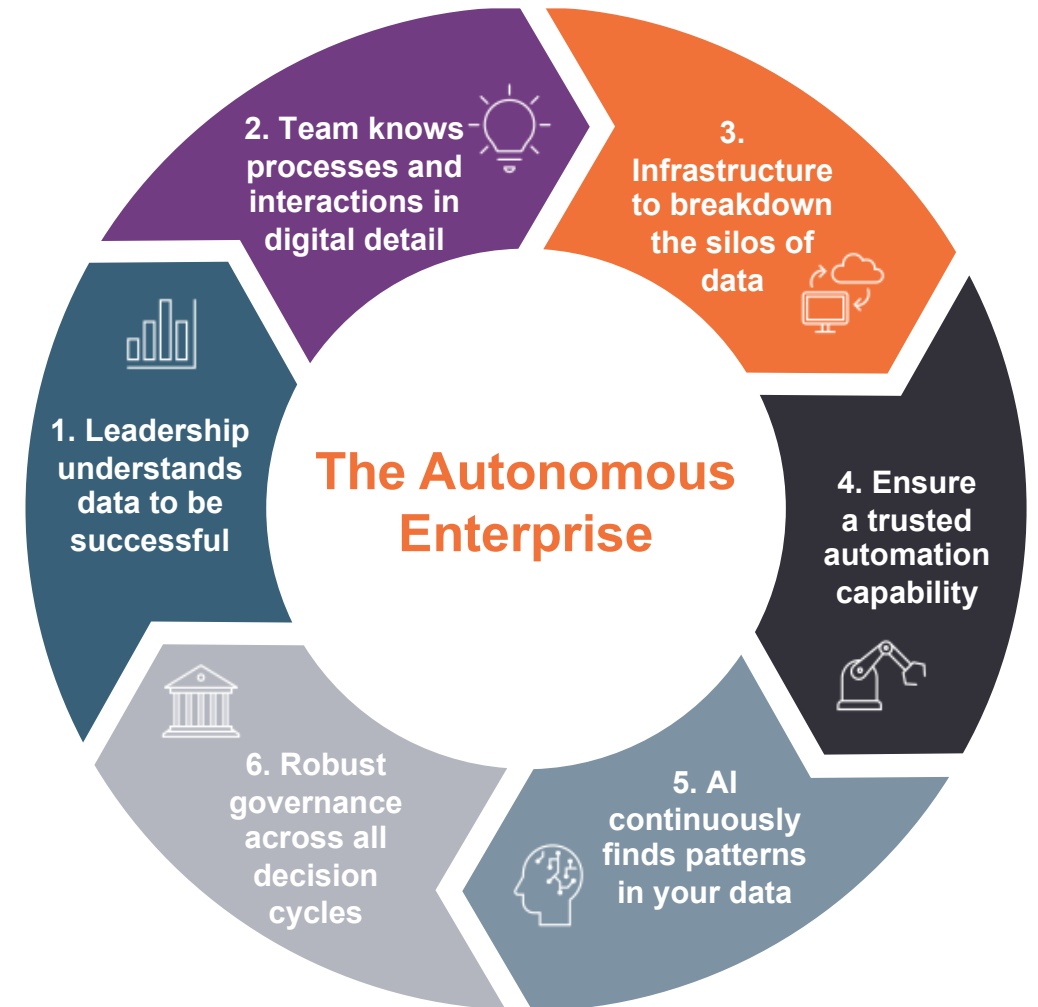 2. Team knows
processes and
interactions in
digital detail
3.
Infrastructure
to breakdown
the silos of
data
1. Leadership
understands
data to be
successful
The Autonomous
Enterprise
4. Ensure
a trusted
automation
capability
6. Robust
governance
across all
decision
cycles
5. AI
continuously
finds patterns
in your data